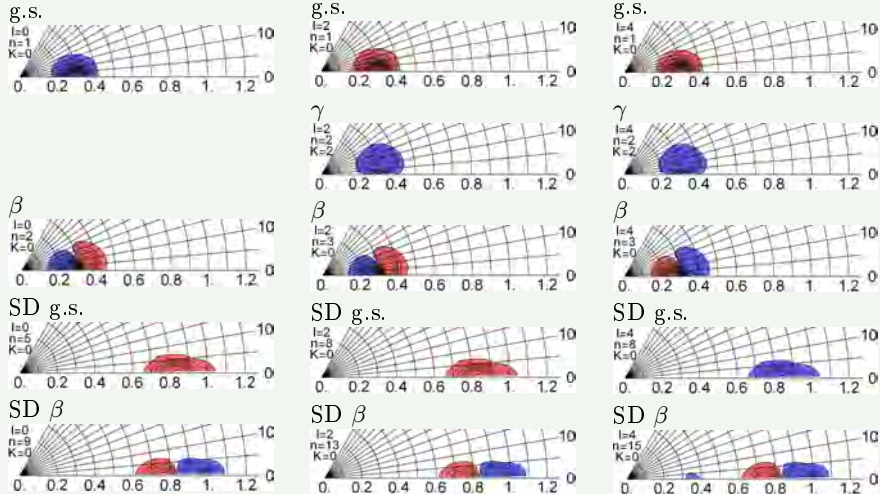 g.s. g.s. g.s.
I=0 I=2 I=4
n=1 n=1 n=1
K=0 K=0 K=0
10 10 10
0 0 0
0. 0.2 0.4 0.6 0.8 1. 1.2 0. 0.2 0.4 0.6 0.8 1. 1.2 0. 0.2 0.4 0.6 0.8 1. 1.2
γ γ
I=2 I=4
n=2 n=2
K=2 K=2
10 10
0 0
0. 0.2 0.4 0.6 0.8 1. 1.2 0. 0.2 0.4 0.6 0.8 1. 1.2
β β β
I=0 I=2 I=4
n=2 n=3 n=3
K=0 K=0 K=0
10 10 10
0 0 0
0. 0.2 0.4 0.6 0.8 1. 1.2 0. 0.2 0.4 0.6 0.8 1. 1.2 0. 0.2 0.4 0.6 0.8 1. 1.2
SD g.s. SD g.s. SD g.s.
I=0 I=2 I=4
n=5 n=8 n=8
K=0 K=0 K=0
10 10 10
0 0 0
0. 0.2 0.4 0.6 0.8 1. 1.2 0. 0.2 0.4 0.6 0.8 1. 1.2 0. 0.2 0.4 0.6 0.8 1. 1.2
SD β SD β SD β
I=0 I=2 I=4
n=9 n=13 n=15
K=0 K=0 K=0
10 10 10
0 0 0
0. 0.2 0.4 0.6 0.8 1. 1.2 0. 0.2 0.4 0.6 0.8 1. 1.2 0. 0.2 0.4 0.6 0.8 1. 1.2